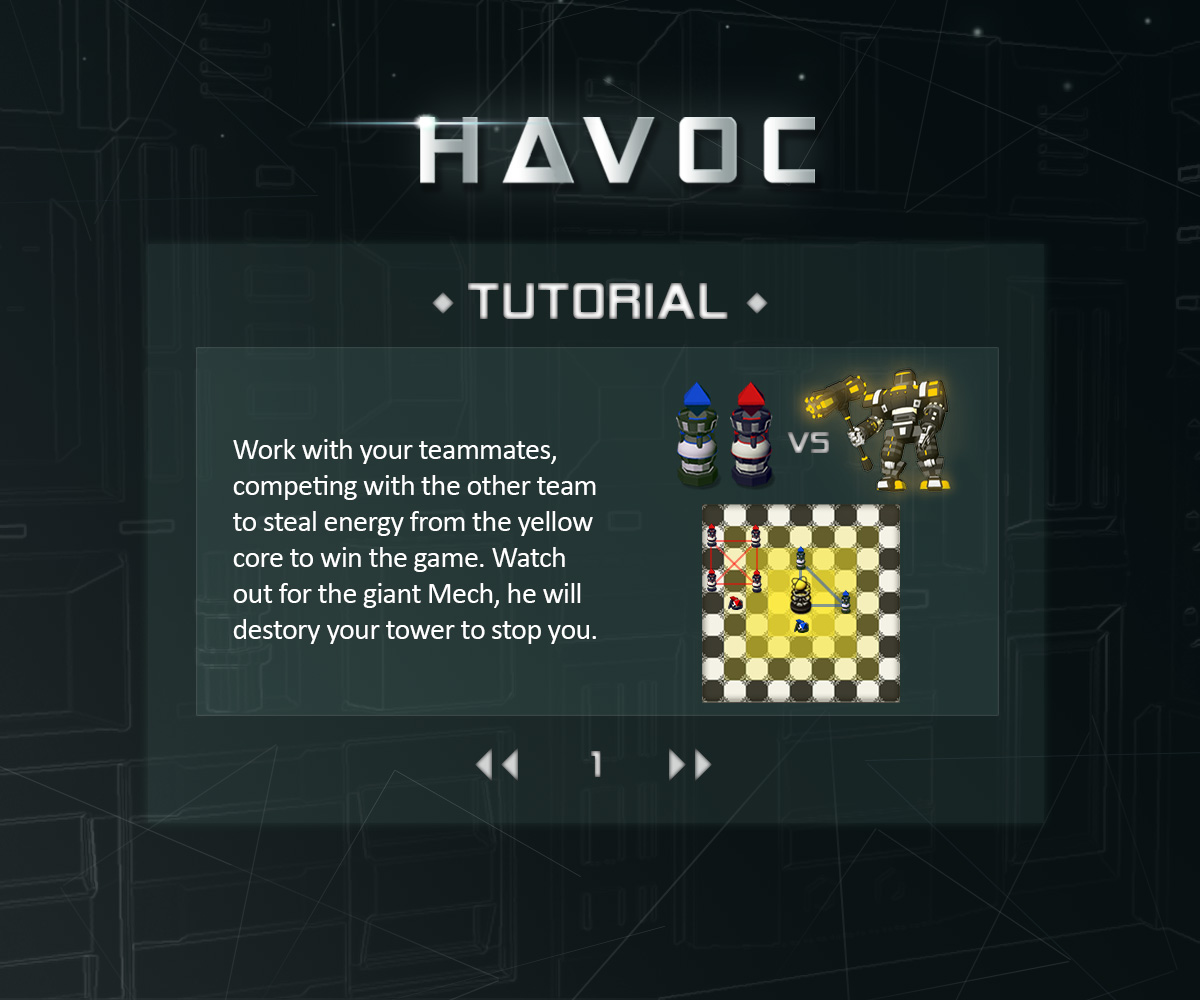 HAVOC
TUTORIAL
VS
Work with your teammates,
competing with the other team
to steal energy from the yellow
core to win the game. Watch
out for the giant Mech, he will
destory your tower to stop you.
1